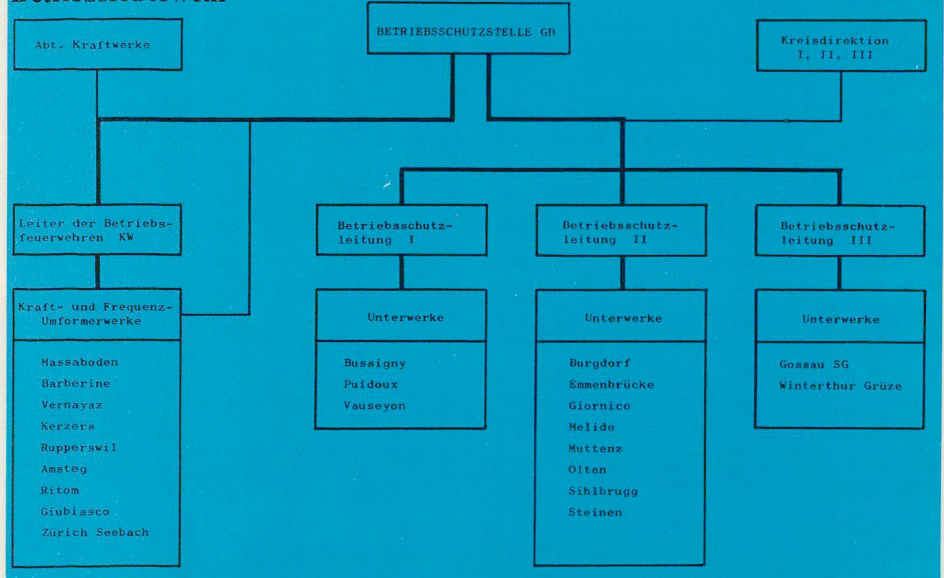 Betriebsfeuerwehr
Abt. Kraftwerke
BETRIEBSSCHUTZSTELLE GD
Kreisdirektion
I, II, III
Leiter der Betriebs-
feuerwehren KW
Betriebsschutz-
leitung I
Betriebsschutz-
leitung II
Betriebsschutz-
leitung III
Kraft- und Frequenz-
Umformerwerke
Massaboden
Barberine
Vernayaz
Kerzers
Rupperswil
Amsteg
Ritom
Giubiasco
Zürich Seebach
Unterwerke
Bussigny
Puidoux
Vauseyon
Unterwerke
Burgdorf
Emmenbrücke
Giornico
Melide
Muttenz
Olten
Sihlbrugg
Steinen
Unterwerke
Gossau SG
Winterthur Grüze